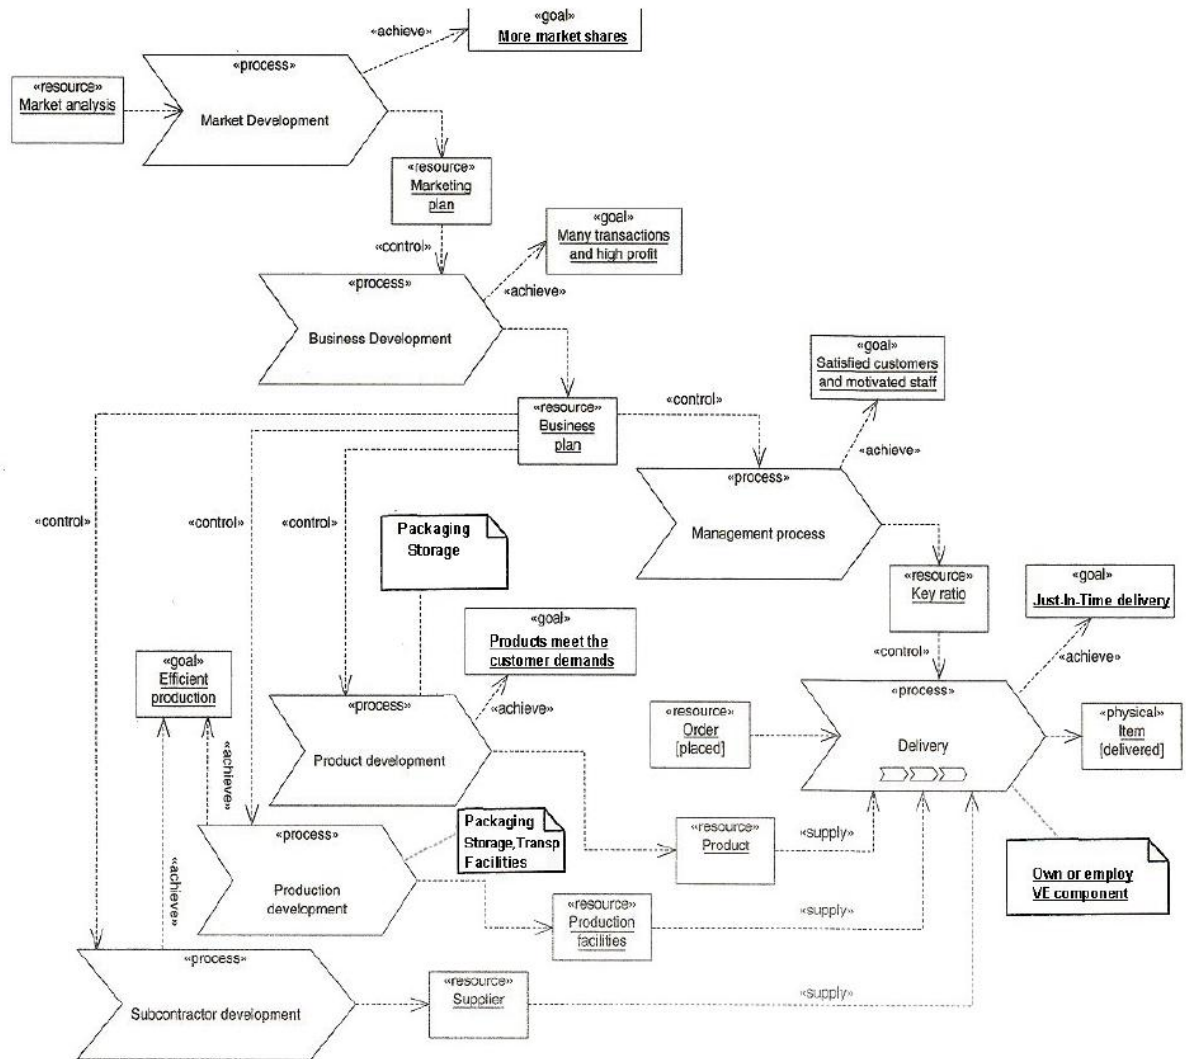 «goal»
More market shares
«achieve»
«process»
Market Development
«resource»
Market analysis
«resource»
Marketing
plan
«control»
«goal»
Many transactions
and high profit
«achieve»
«process»
Business Development
«resource»
Business
plan
«control»
«goal»
Satisfied customers
and motivated staff
«achieve»
«process»
Management process
«control»
«control»
«control»
Packaging
Storage
«resource»
Key ratio
«control»
«goal»
Just-In-Time delivery
«achieve»
«goal»
Products meet the
customer demands
«achieve»
«goal»
Efficient
production
«achieve»
«achieve»
«process»
Product development
«resource»
Order
[placed]
«process»
Delivery
«physical»
Item
[delivered]
Packaging
Storage,Transp
Facilities
«process»
Production
development
«resource»
Product
«supply»
Own or employ
VE component
«resource»
Production
facilities
«supply»
«process»
Subcontractor development
«resource»
Supplier
«supply»